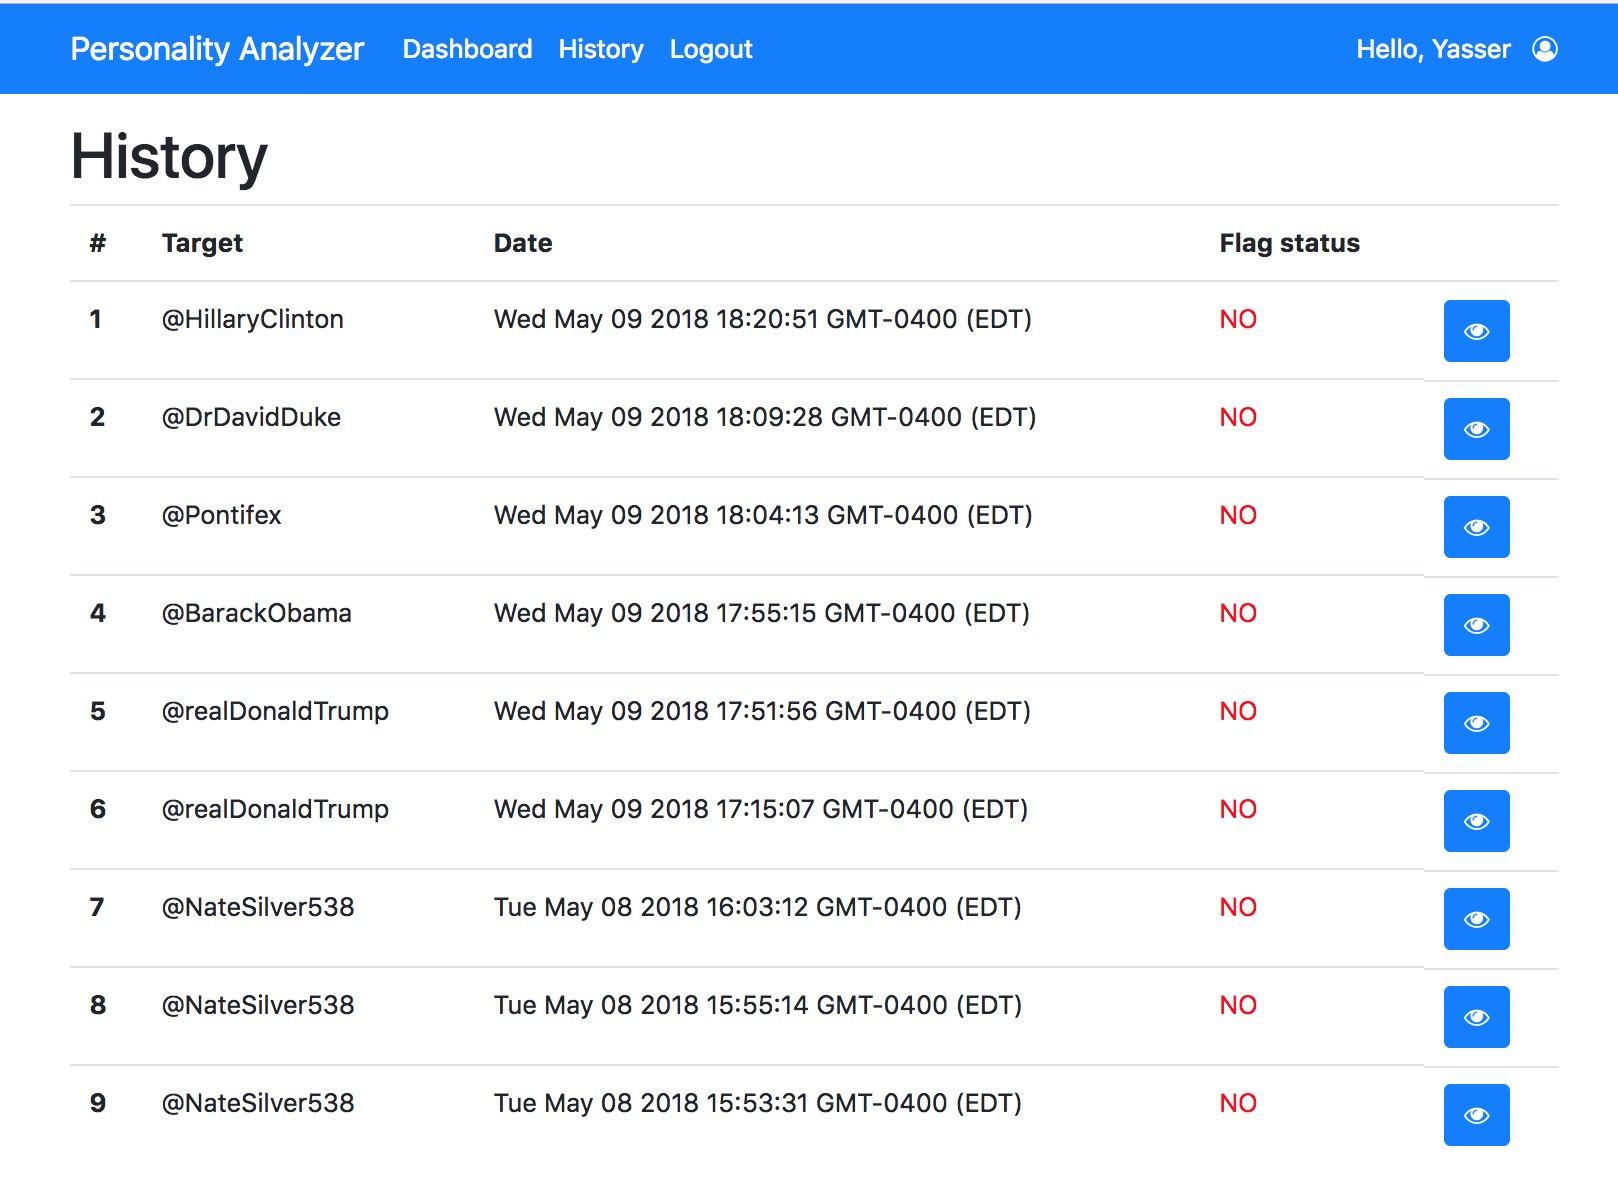 Personality Analyzer Dashboard History Logout Hello, Yasser
History
# Target Date Flag status
1 @HillaryClinton Wed May 09 2018 18:20:51 GMT-0400 (EDT) NO
2 @DrDavidDuke Wed May 09 2018 18:09:28 GMT-0400 (EDT) NO
3 @Pontifex Wed May 09 2018 18:04:13 GMT-0400 (EDT) NO
4 @BarackObama Wed May 09 2018 17:55:15 GMT-0400 (EDT) NO
5 @realDonaldTrump Wed May 09 2018 17:51:56 GMT-0400 (EDT) NO
6 @realDonaldTrump Wed May 09 2018 17:15:07 GMT-0400 (EDT) NO
7 @NateSilver538 Tue May 08 2018 16:03:12 GMT-0400 (EDT) NO
8 @NateSilver538 Tue May 08 2018 15:55:14 GMT-0400 (EDT) NO
9 @NateSilver538 Tue May 08 2018 15:53:31 GMT-0400 (EDT) NO